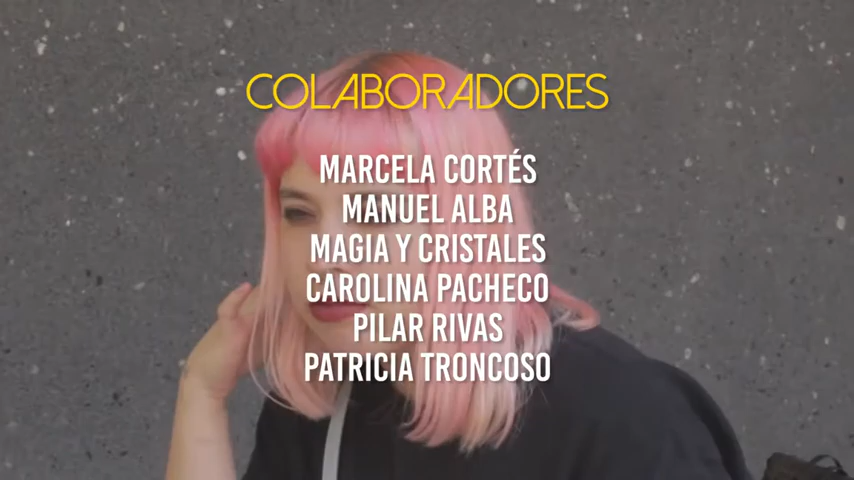 COLABORADORES
MARCELA CORTÉS
MANUEL ALBA
MAGIA Y CRISTALES
CAROLINA PACHECO
PILAR RIVAS
PATRICIA TRONCOSO